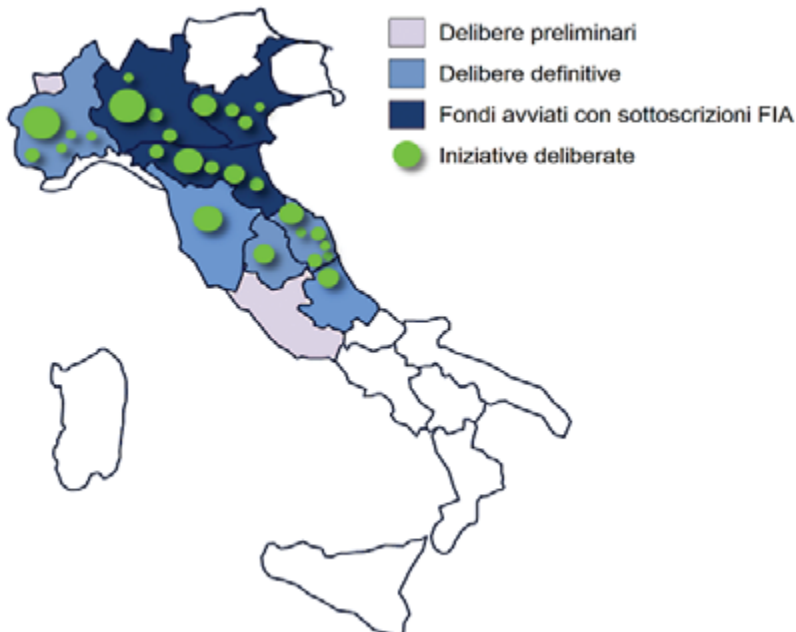 Delibere preliminari
Delibere definitive
Fondi avviati con sottoscrizioni FIA
Iniziative deliberate